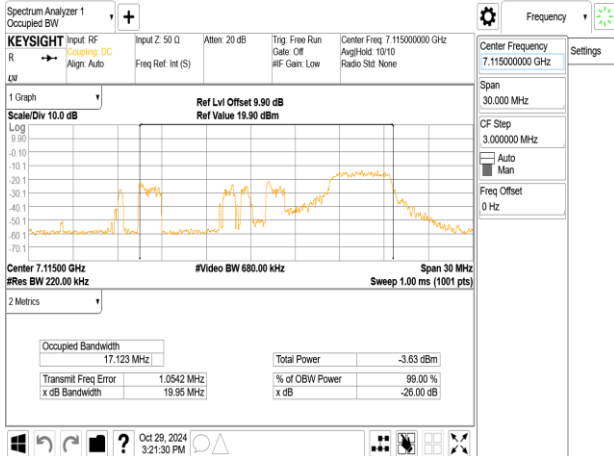 Spectrum Analyzer 1
Occupied BW
Frequency
KEYSIGHT
R
LXI
Input: RF
Coupling: DC
Align: Auto
Input Z: 50 Ω
Freq Ref: Int (S)
Atten: 20 dB
Trig: Free Run
Gate: Off
#IF Gain: Low
Center Freq: 7.115000000 GHz
Avg|Hold: 10/10
Radio Std: None
Center Frequency
7.115000000 GHz
Settings
Span
30.000 MHz
CF Step
3.000000 MHz
Auto
Man
Freq Offset
0 Hz
1 Graph
Scale/Div 10.0 dB
Ref Lvl Offset 9.90 dB
Ref Value 19.90 dBm
Log
9.90
-0.10
-10.1
-20.1
-30.1
-40.1
-50.1
-60.1
-70.1
Center 7.11500 GHz
#Video BW 680.00 kHz
Span 30 MHz
#Res BW 220.00 kHz
Sweep 1.00 ms (1001 pts)
2 Metrics
Occupied Bandwidth
17.123 MHz
Total Power -3.63 dBm
Transmit Freq Error 1.0542 MHz
% of OBW Power 99.00 %
x dB Bandwidth 19.95 MHz
x dB -26.00 dB
?
Oct 29, 2024
3:21:30 PM